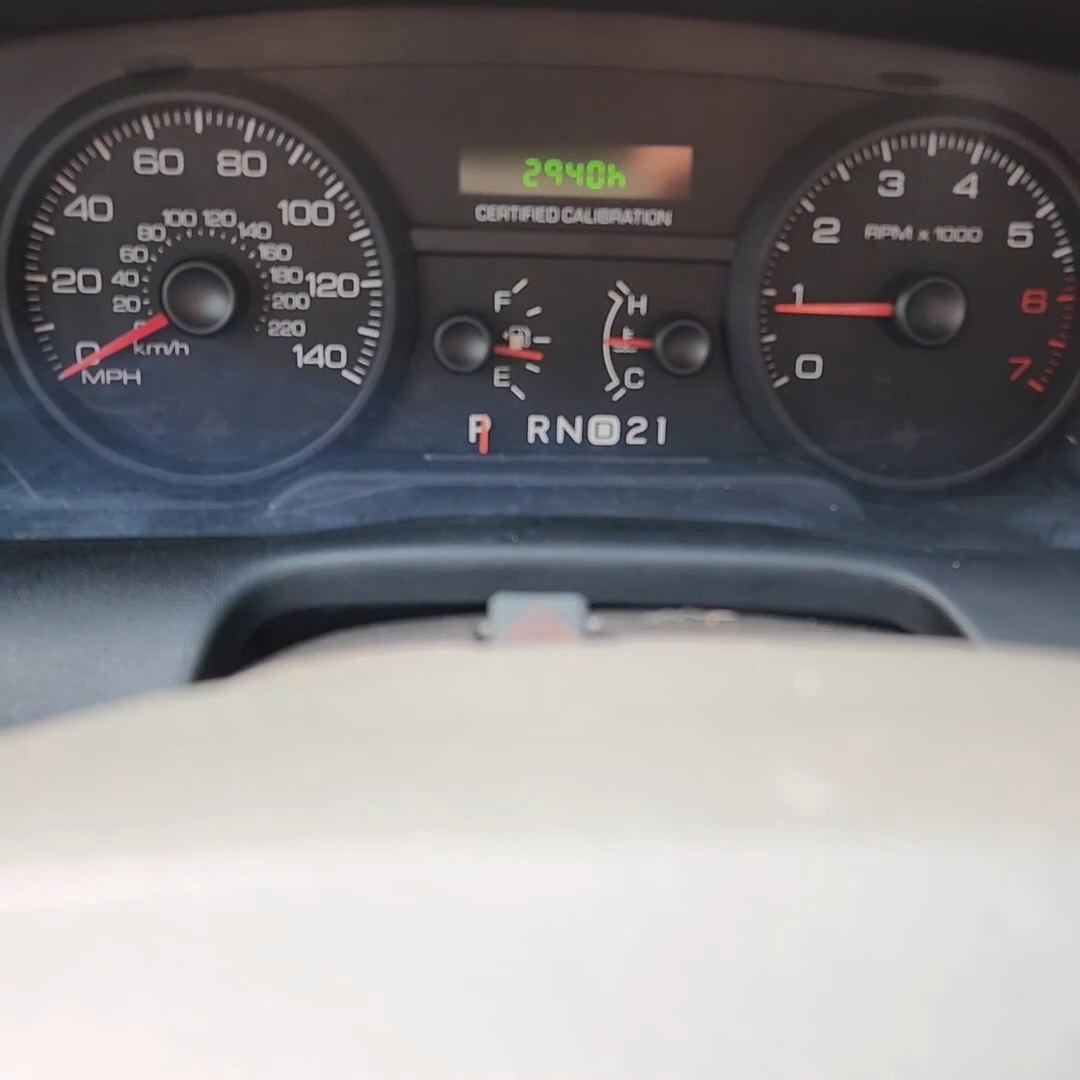 2940h
CERTIFIED CALIBRATION
0 20 40 60 80 100 120 140
MPH
0 20 40 60 80 100 120 140 160 180 200 220
km/h
F
E
H
C
P R N D 2 1
0 1 2 3 4 5 6 7
RPM x 1000